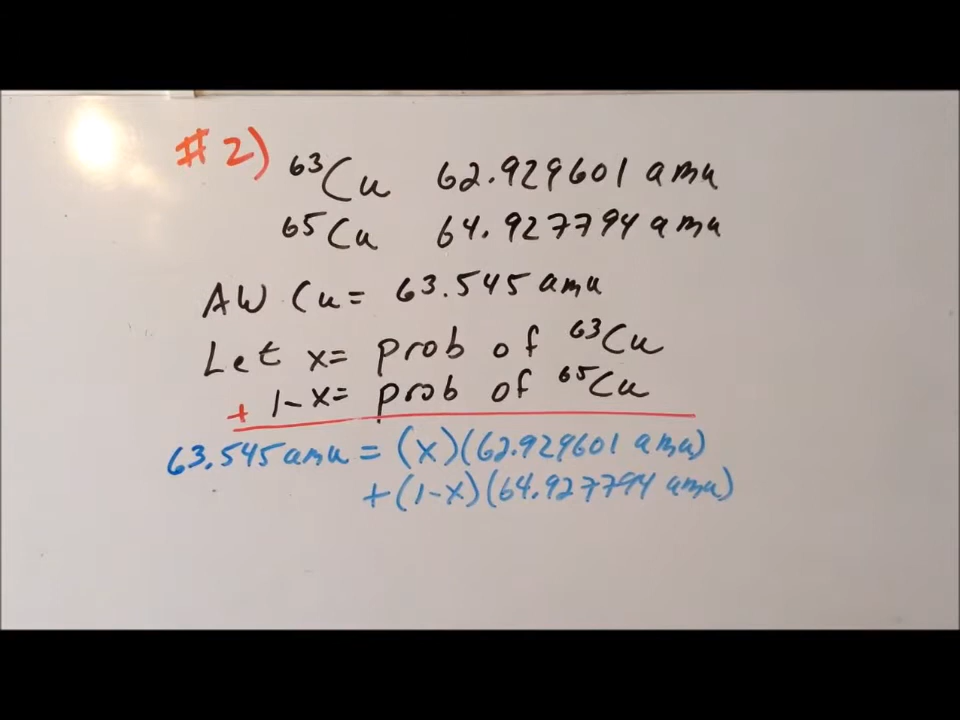 #2) ⁶³Cu 62.929601 amu
⁶⁵Cu 64.927794 amu
AW Cu = 63.545 amu
Let x = prob of ⁶³Cu
+ 1-x = prob of ⁶⁵Cu
63.545 amu = (x)(62.929601 amu)
+(1-x)(64.927794 amu)